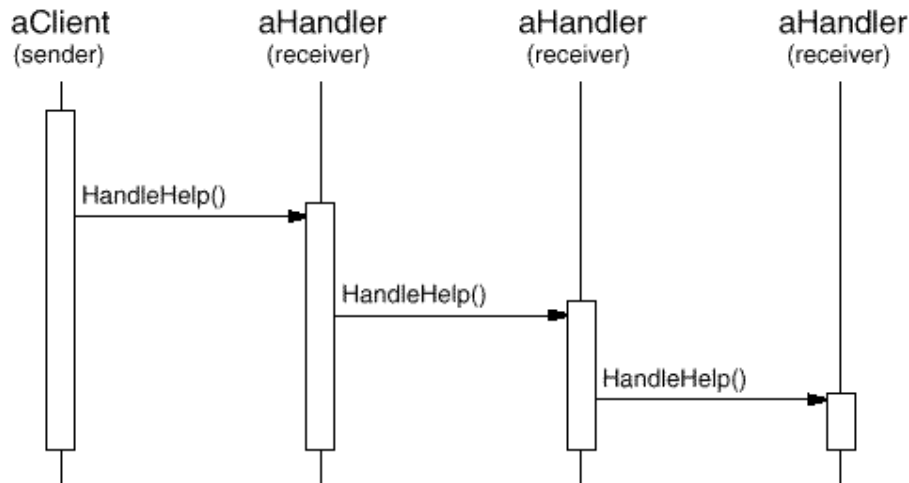 aClient
(sender)
aHandler
(receiver)
aHandler
(receiver)
aHandler
(receiver)
HandleHelp()
HandleHelp()
HandleHelp()